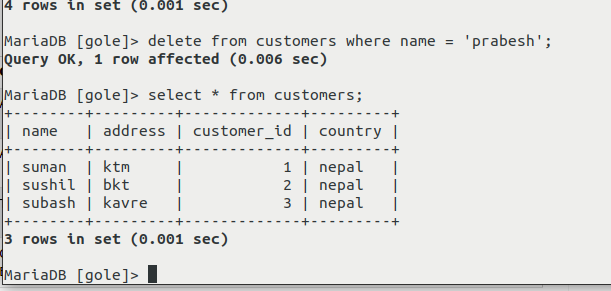 4 rows in set (0.001 sec)
MariaDB [gole]> delete from customers where name = 'prabesh';
Query OK, 1 row affected (0.006 sec)
MariaDB [gole]> select * from customers;
+--------+---------+-------------+---------+
| name   | address | customer_id | country |
+--------+---------+-------------+---------+
| suman  | ktm     |           1 | nepal   |
| sushil | bkt     |           2 | nepal   |
| subash | kavre   |           3 | nepal   |
+--------+---------+-------------+---------+
3 rows in set (0.001 sec)
MariaDB [gole]>